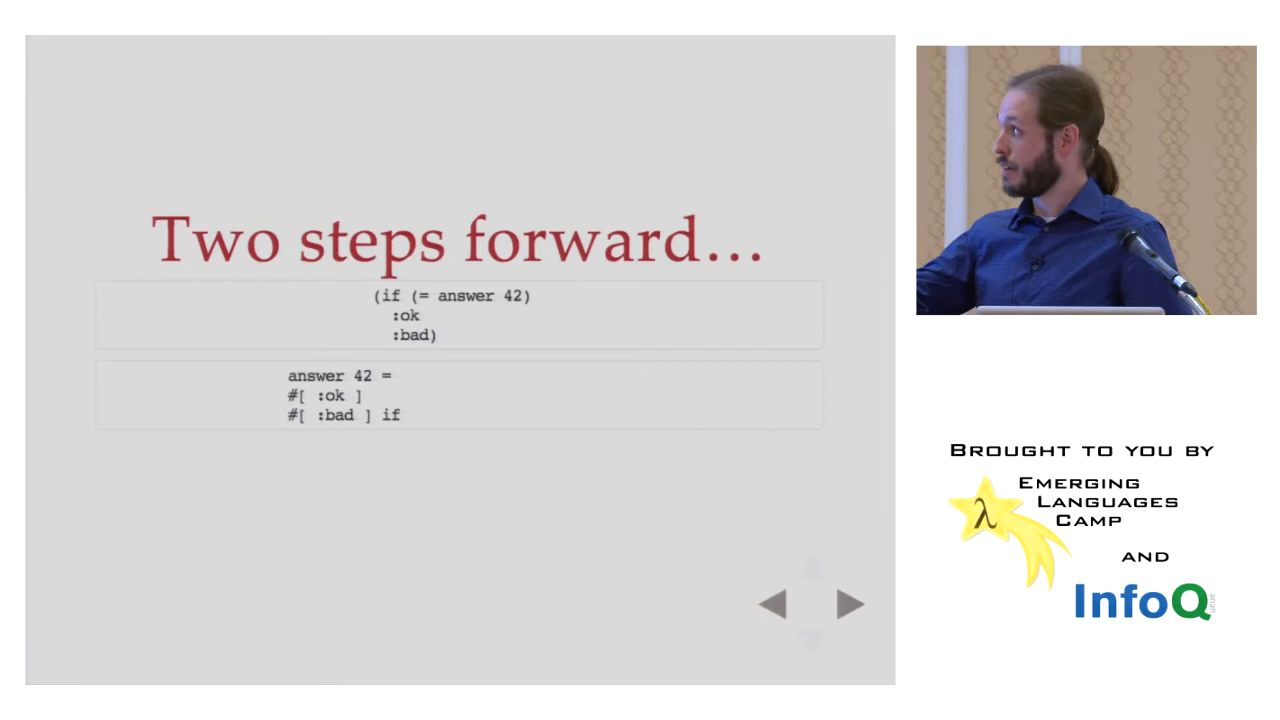 Two steps forward…
(if (= answer 42)
:ok
:bad)
answer 42 =
#[ :ok ]
#[ :bad ] if
BROUGHT TO YOU BY
λ
EMERGING
LANGUAGES
CAMP
AND
InfoQ
ueue